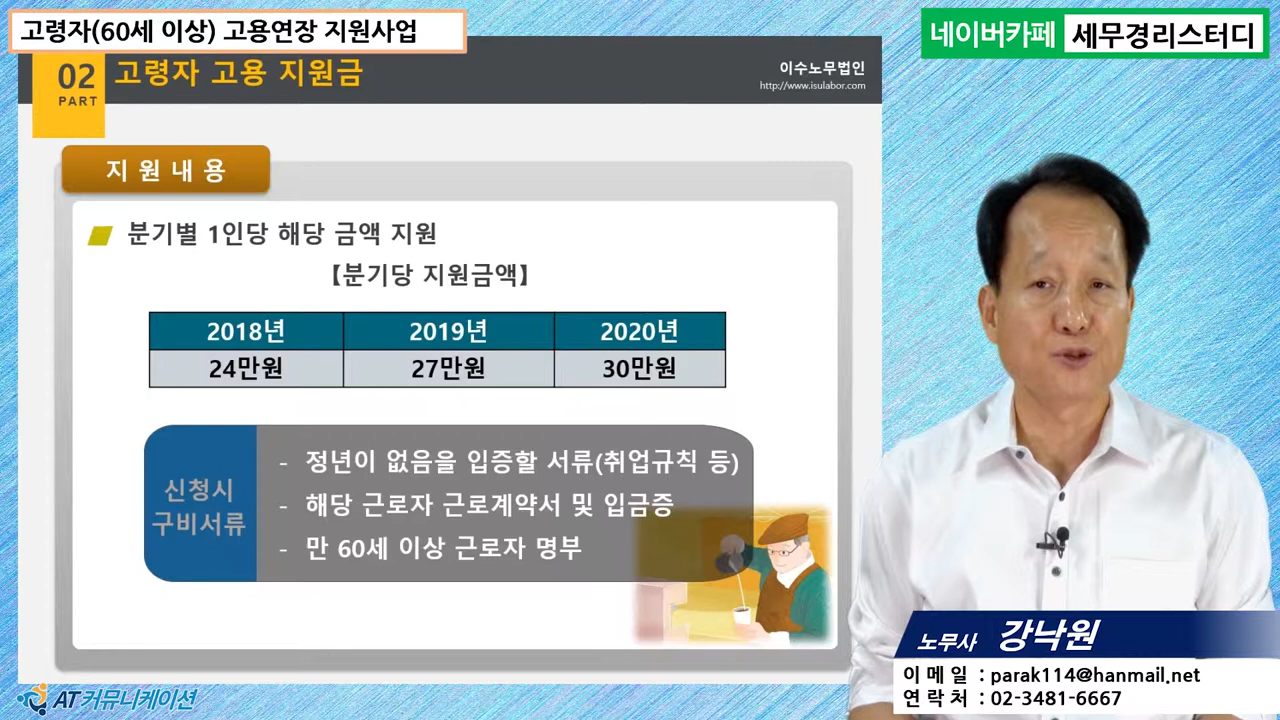 고령자(60세 이상) 고용연장 지원사업
네이버카페 세무경리스터디
02
PART
고령자 고용 지원금
이수노무법인
http://www.isulabor.com
지 원 내 용
분기별 1인당 해당 금액 지원
【분기당 지원금액】
2018년 2019년 2020년
24만원 27만원 30만원
신청시
구비서류
- 정년이 없음을 입증할 서류(취업규칙 등)
- 해당 근로자 근로계약서 및 입금증
- 만 60세 이상 근로자 명부
노무사 강낙원
이 메 일 : parak114@hanmail.net
연 락 처 : 02-3481-6667
AT커뮤니케이션